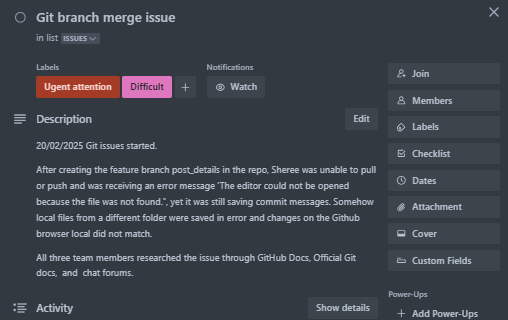 Git branch merge issue
in list ISSUES
Labels
Notifications
Ugent attention
Difficult
+
Watch
Description
Edit
20/02/2025 Git issues started.
After creating the feature branch post_details in the repo, Sheree was unable to pull
or push and was receiving an error message 'The editor could not be opened
because the file was not found.", yet it was still saving commit messages. Somehow
local files from a different folder were saved in error and changes on the Github
browser local did not match.
All three team members researched the issue through GitHub Docs, Official Git
docs, and chat forums.
Activity
Show details
Join
Members
Labels
Checklist
Dates
Attachment
Cover
Custom Fields
Power-Ups
+ Add Power-Ups